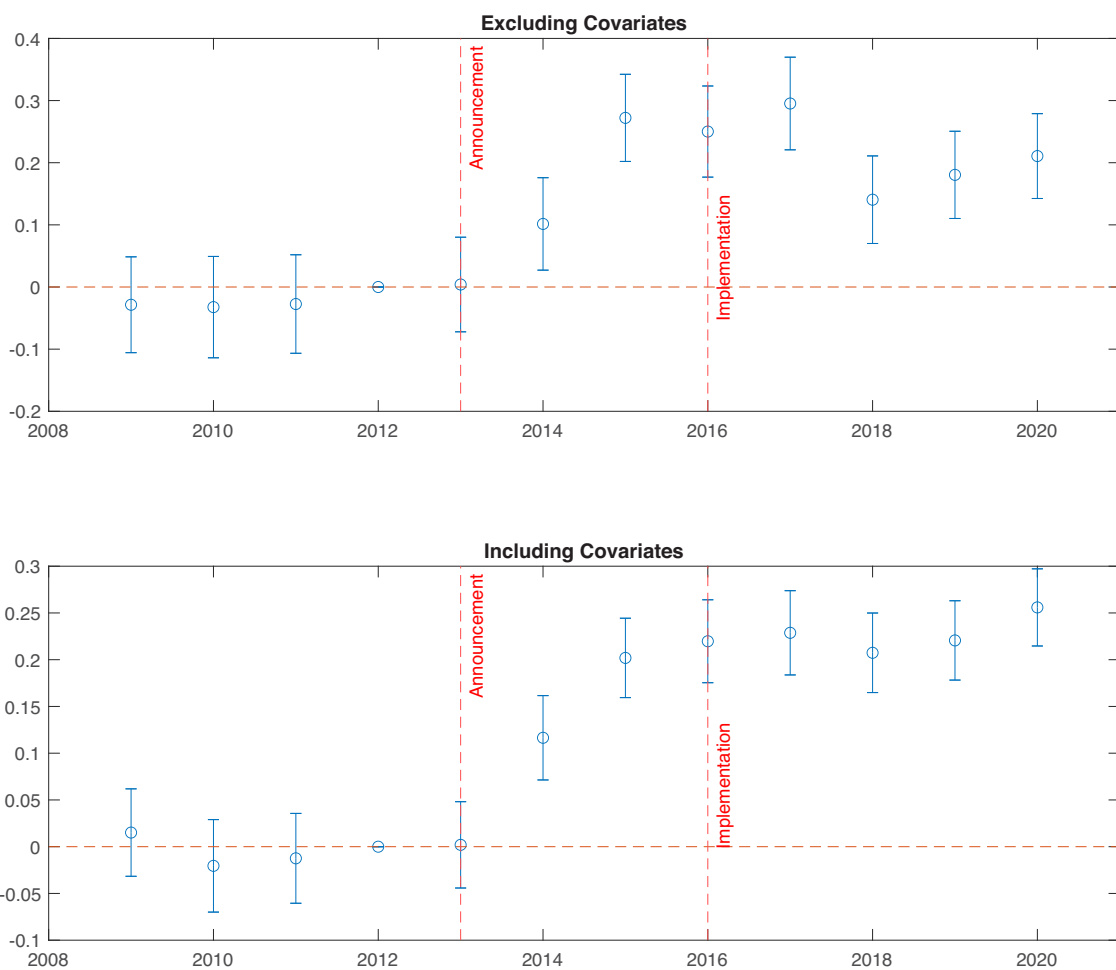 Excluding Covariates
0.4
0.3
0.2
0.1
0
-0.1
-0.2
Announcement
Implementation
2008 2010 2012 2014 2016 2018 2020
Including Covariates
0.3
0.25
0.2
0.15
0.1
0.05
0
-0.05
-0.1
Announcement
Implementation
2008 2010 2012 2014 2016 2018 2020